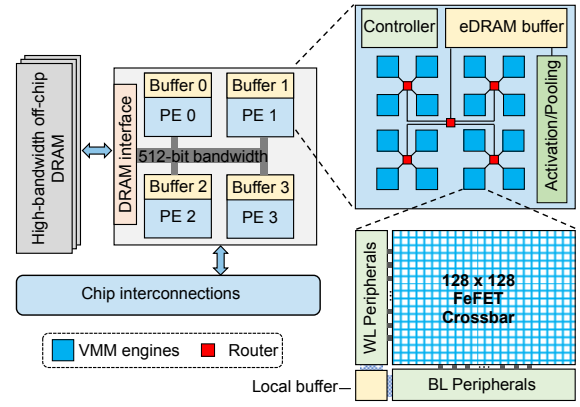 High-bandwidth off-chip
DRAM
DRAM interface
Buffer 0
PE 0
Buffer 1
PE 1
512-bit bandwidth
Buffer 2
PE 2
Buffer 3
PE 3
Chip interconnections
VMM engines
Router
Controller
eDRAM buffer
Activation/Pooling
WL Peripherals
128 x 128
FeFET
Crossbar
Local buffer
BL Peripherals